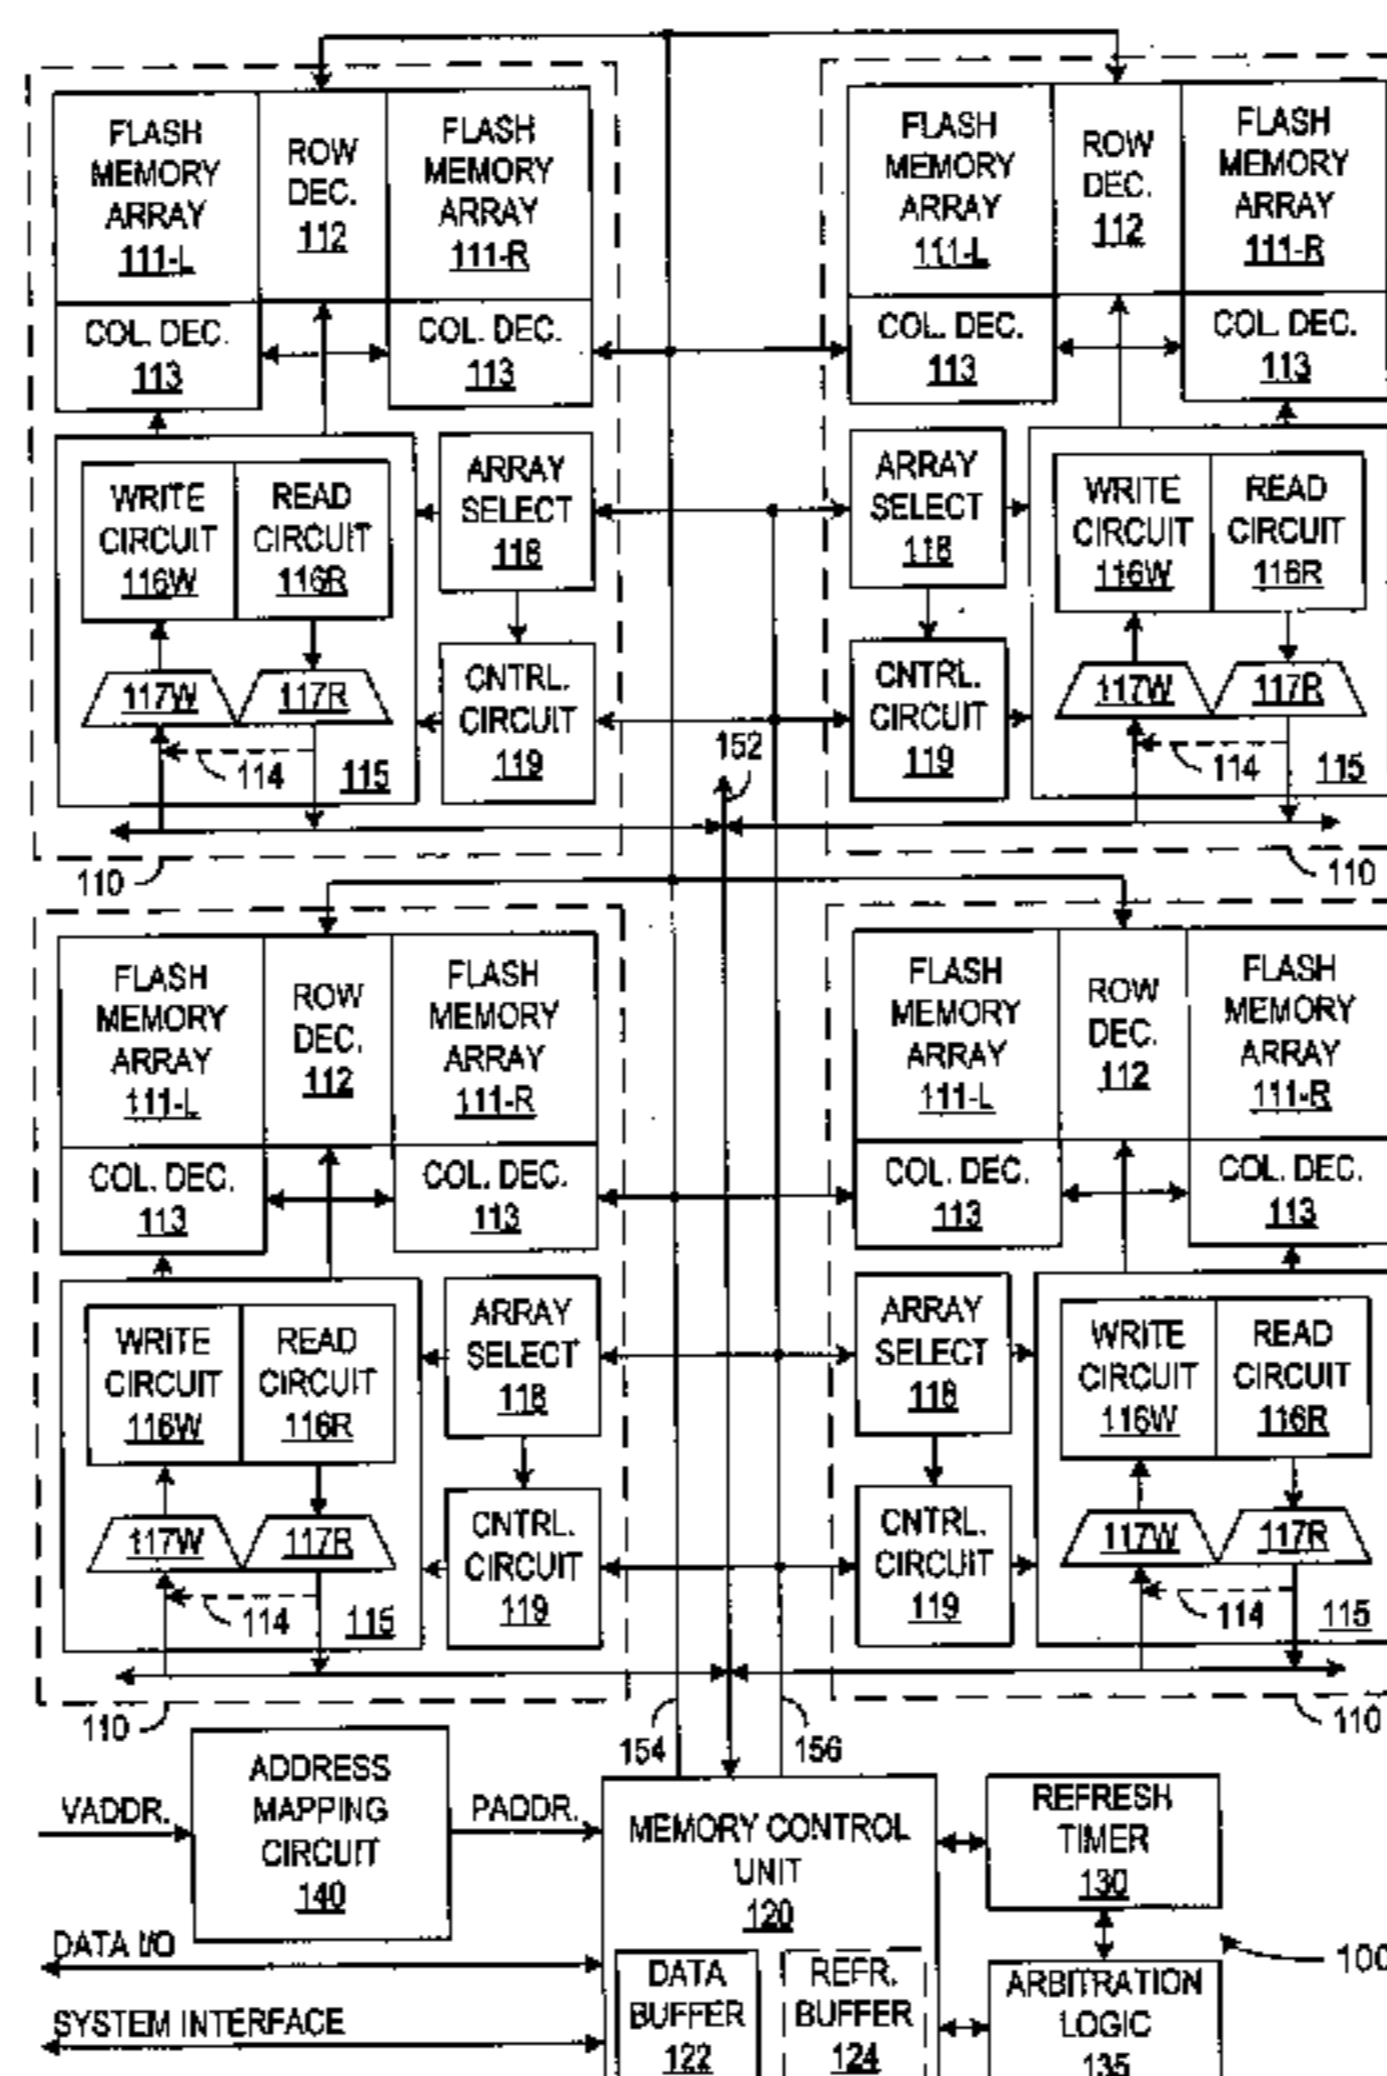 FLASH
MEMORY
ARRAY
111-L
ROW
DEC.
112
FLASH
MEMORY
ARRAY
111-R
COL. DEC.
113
COL. DEC.
113
WRITE
CIRCUIT
116W
READ
CIRCUIT
116R
ARRAY
SELECT
118
117W
117R
CNTRL.
CIRCUIT
119
114
115
110
FLASH
MEMORY
ARRAY
111-L
ROW
DEC.
112
FLASH
MEMORY
ARRAY
111-R
COL. DEC.
113
COL. DEC.
113
ARRAY
SELECT
118
WRITE
CIRCUIT
116W
READ
CIRCUIT
116R
CNTRL.
CIRCUIT
119
117W
117R
114
115
110
152
FLASH
MEMORY
ARRAY
111-L
ROW
DEC.
112
FLASH
MEMORY
ARRAY
111-R
COL. DEC.
113
COL. DEC.
113
WRITE
CIRCUIT
116W
READ
CIRCUIT
116R
ARRAY
SELECT
118
117W
117R
CNTRL.
CIRCUIT
119
114
115
110
FLASH
MEMORY
ARRAY
111-L
ROW
DEC.
112
FLASH
MEMORY
ARRAY
111-R
COL. DEC.
113
COL. DEC.
113
ARRAY
SELECT
118
WRITE
CIRCUIT
116W
READ
CIRCUIT
116R
CNTRL.
CIRCUIT
119
117W
117R
114
115
110
154
156
VADDR.
ADDRESS
MAPPING
CIRCUIT
140
PADDR.
MEMORY CONTROL
UNIT
120
REFRESH
TIMER
130
DATA I/O
SYSTEM INTERFACE
DATA
BUFFER
122
REFR.
BUFFER
124
ARBITRATION
LOGIC
135
100